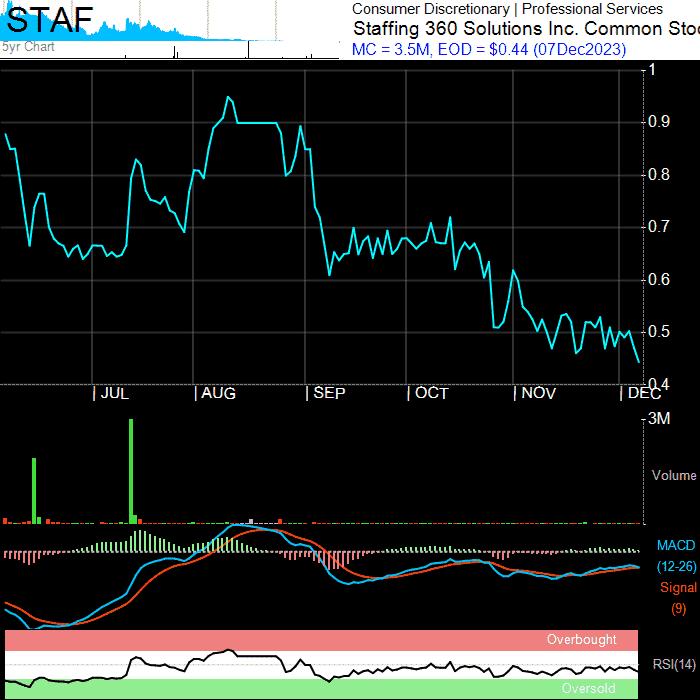 STAF
5yr Chart
Consumer Discretionary | Professional Services
Staffing 360 Solutions Inc. Common Stoc
MC = 3.5M, EOD = $0.44 (07Dec2023)
1
0.9
0.8
0.7
0.6
0.5
0.4
| JUL | AUG | SEP | OCT | NOV | DEC
3M
Volume
MACD
(12-26)
Signal
(9)
Overbought
RSI(14)
Oversold